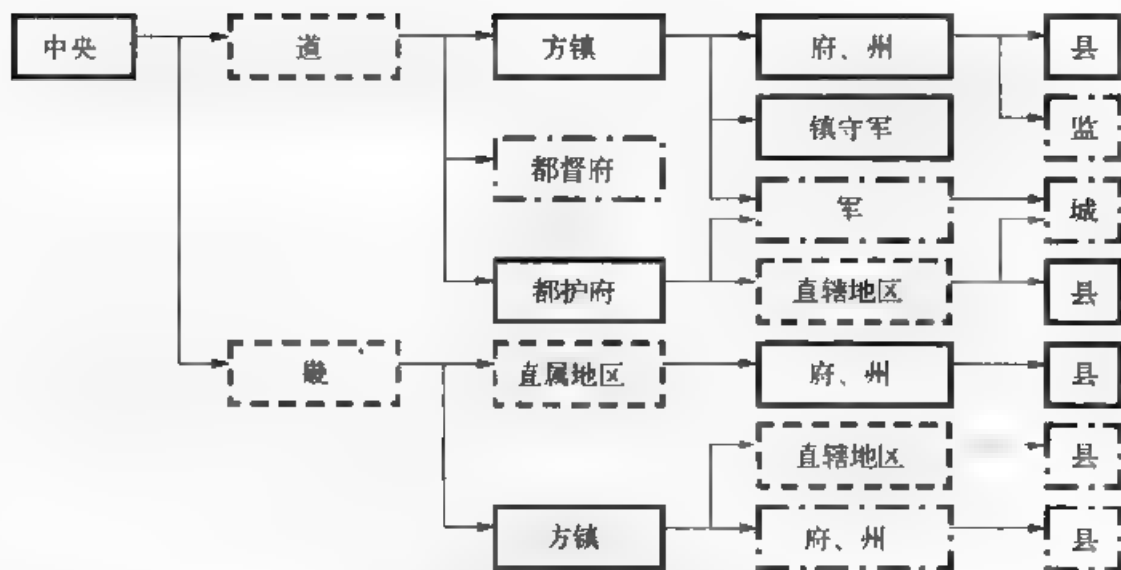 中央 道 方镇 府、州 县
镇守军 监
都督府
军 城
都护府 直辖地区 县
畿 直属地区 府、州 县
直辖地区 县
方镇 府、州 县